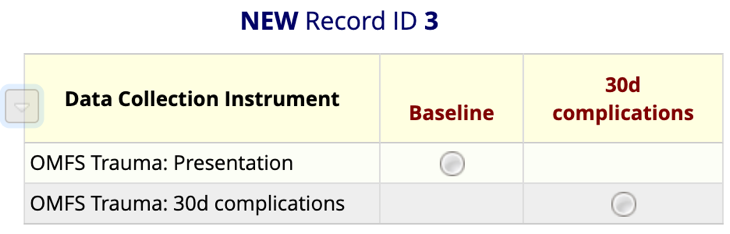 NEW Record ID 3
Data Collection Instrument
Baseline
30d
complications
OMFS Trauma: Presentation
OMFS Trauma: 30d complications